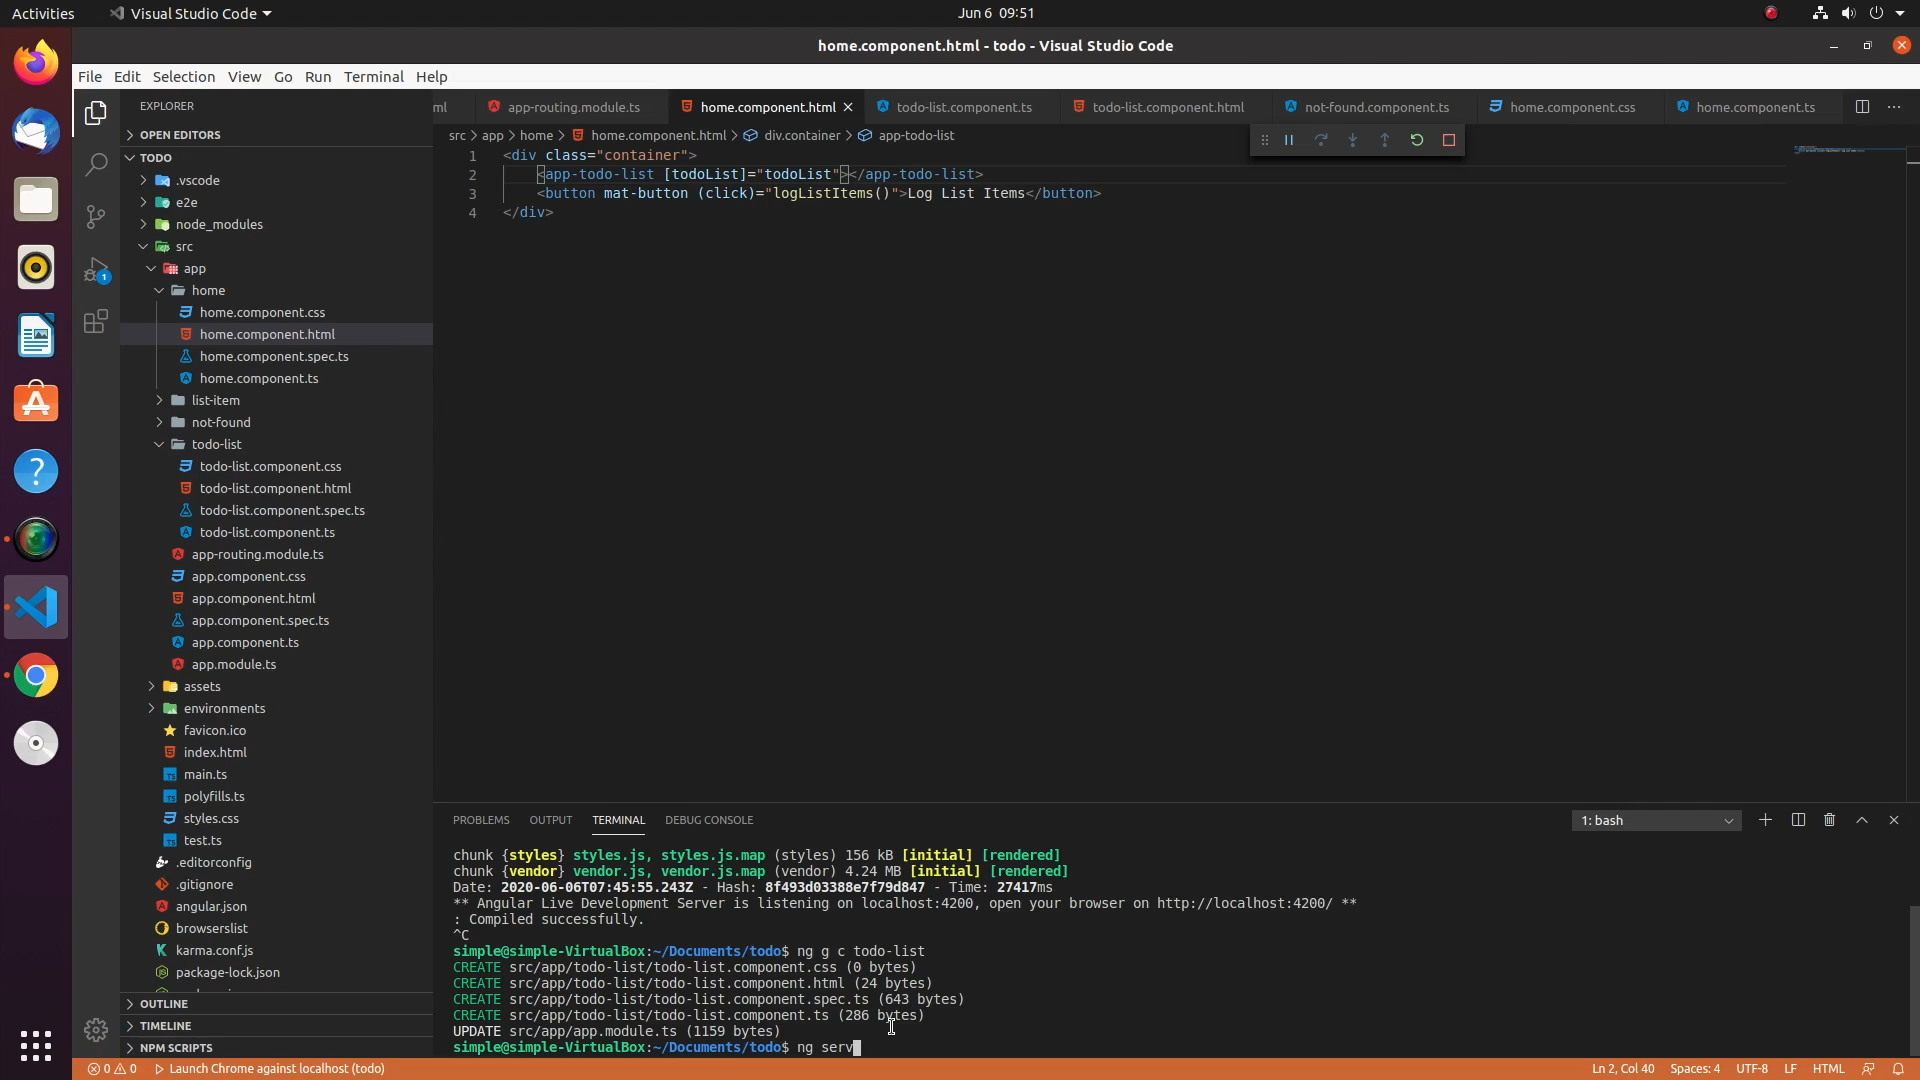 Activities
Visual Studio Code
Jun 6 09:51
home.component.html - todo - Visual Studio Code
File Edit Selection View Go Run Terminal Help
EXPLORER
OPEN EDITORS
TODO
.vscode
e2e
node_modules
src
app
home
home.component.css
home.component.html
home.component.spec.ts
home.component.ts
list-item
not-found
todo-list
todo-list.component.css
todo-list.component.html
todo-list.component.spec.ts
todo-list.component.ts
app-routing.module.ts
app.component.css
app.component.html
app.component.spec.ts
app.component.ts
app.module.ts
assets
environments
favicon.ico
index.html
main.ts
polyfills.ts
styles.css
test.ts
.editorconfig
.gitignore
angular.json
browserslist
karma.conf.js
package-lock.json
OUTLINE
TIMELINE
NPM SCRIPTS
1
ml app-routing.module.ts home.component.html todo-list.component.ts todo-list.component.html not-found.component.ts home.component.css home.component.ts
src > app > home > home.component.html > div.container > app-todo-list
1 <div class="container">
2 <app-todo-list [todoList]="todoList"></app-todo-list>
3 <button mat-button (click)="logListItems()">Log List Items</button>
4 </div>
PROBLEMS OUTPUT TERMINAL DEBUG CONSOLE
1: bash
chunk {styles} styles.js, styles.js.map (styles) 156 kB [initial] [rendered]
chunk {vendor} vendor.js, vendor.js.map (vendor) 4.24 MB [initial] [rendered]
Date: 2020-06-06T07:45:55.243Z - Hash: 8f493d03388e7f79d847 - Time: 27417ms
** Angular Live Development Server is listening on localhost:4200, open your browser on http://localhost:4200/ **
: Compiled successfully.
^C
simple@simple-VirtualBox:~/Documents/todo$ ng g c todo-list
CREATE src/app/todo-list/todo-list.component.css (0 bytes)
CREATE src/app/todo-list/todo-list.component.html (24 bytes)
CREATE src/app/todo-list/todo-list.component.spec.ts (643 bytes)
CREATE src/app/todo-list/todo-list.component.ts (286 bytes)
UPDATE src/app/app.module.ts (1159 bytes)
simple@simple-VirtualBox:~/Documents/todo$ ng serv
0 0 Launch Chrome against localhost (todo)
Ln 2, Col 40 Spaces: 4 UTF-8 LF HTML